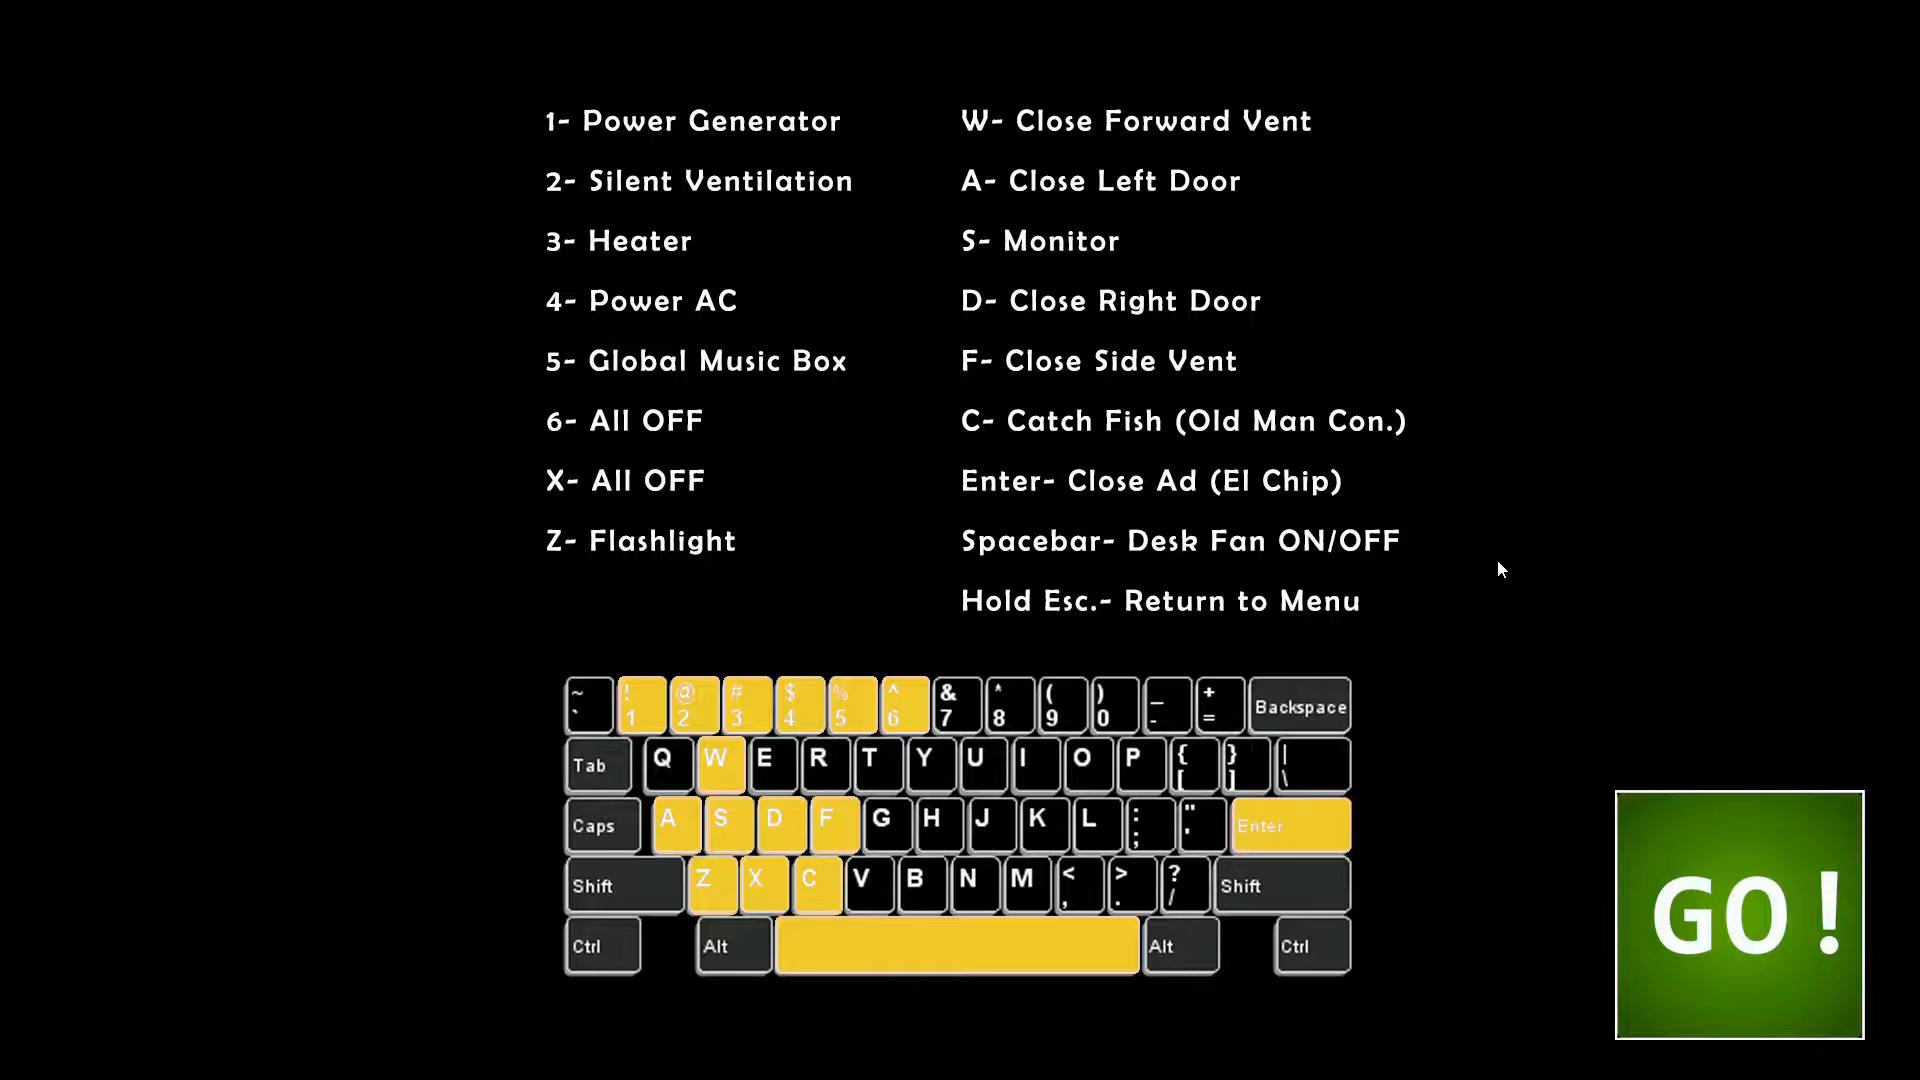 1- Power Generator
2- Silent Ventilation
3- Heater
4- Power AC
5- Global Music Box
6- All OFF
X- All OFF
Z- Flashlight
W- Close Forward Vent
A- Close Left Door
S- Monitor
D- Close Right Door
F- Close Side Vent
C- Catch Fish (Old Man Con.)
Enter- Close Ad (El Chip)
Spacebar- Desk Fan ON/OFF
Hold Esc.- Return to Menu
~ ! @ # $ % ^ & * ( ) _ +
` 1 2 3 4 5 6 7 8 9 0 - = Backspace
Tab Q W E R T Y U I O P { [ } ] | \
Caps A S D F G H J K L : ; " ' Enter
Shift Z X C V B N M < , > . ? / Shift
Ctrl Alt Alt Ctrl
GO!